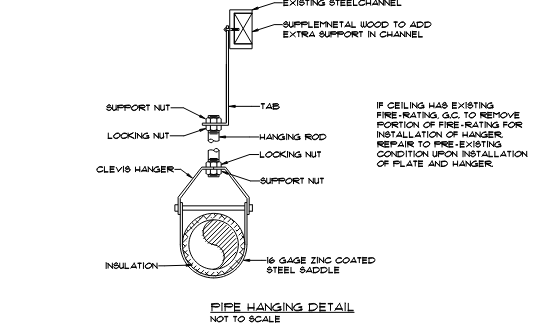 EXISTING STEELCHANNEL
SUPPLEMNETAL WOOD TO ADD
EXTRA SUPPORT IN CHANNEL
SUPPORT NUT
TAB
LOCKING NUT
HANGING ROD
LOCKING NUT
CLEVIS HANGER
SUPPORT NUT
INSULATION
16 GAGE ZINC COATED
STEEL SADDLE
IF CEILING HAS EXISTING
FIRE-RATING, G.C. TO REMOVE
PORTION OF FIRE-RATING FOR
INSTALLATION OF HANGER.
REPAIR TO PRE-EXISTING
CONDITION UPON INSTALLATION
OF PLATE AND HANGER.
PIPE HANGING DETAIL
NOT TO SCALE